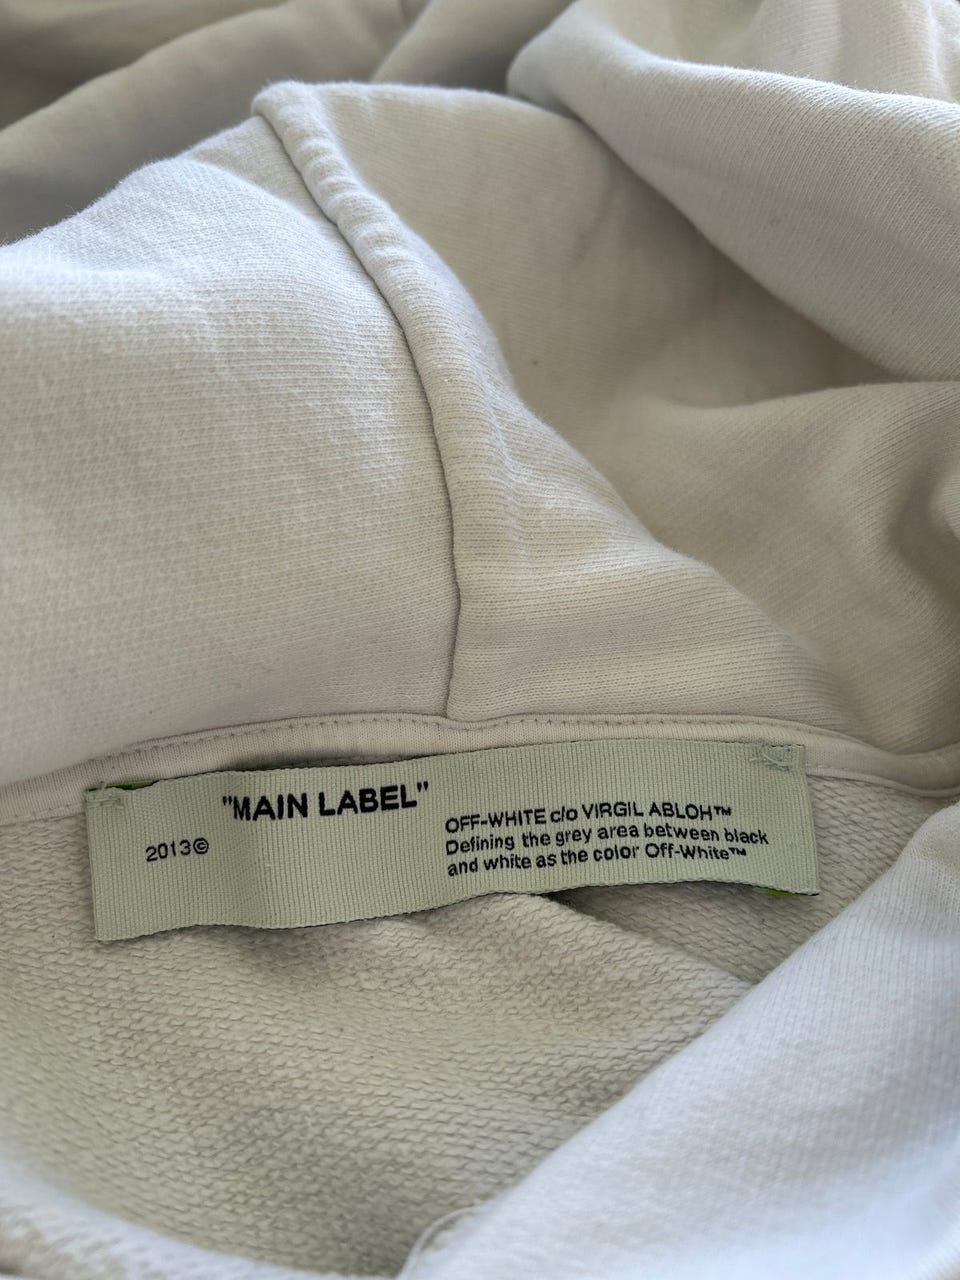 "MAIN LABEL"
2013©
OFF-WHITE c/o VIRGIL ABLOH™
Defining the grey area between black
and white as the color Off-White™